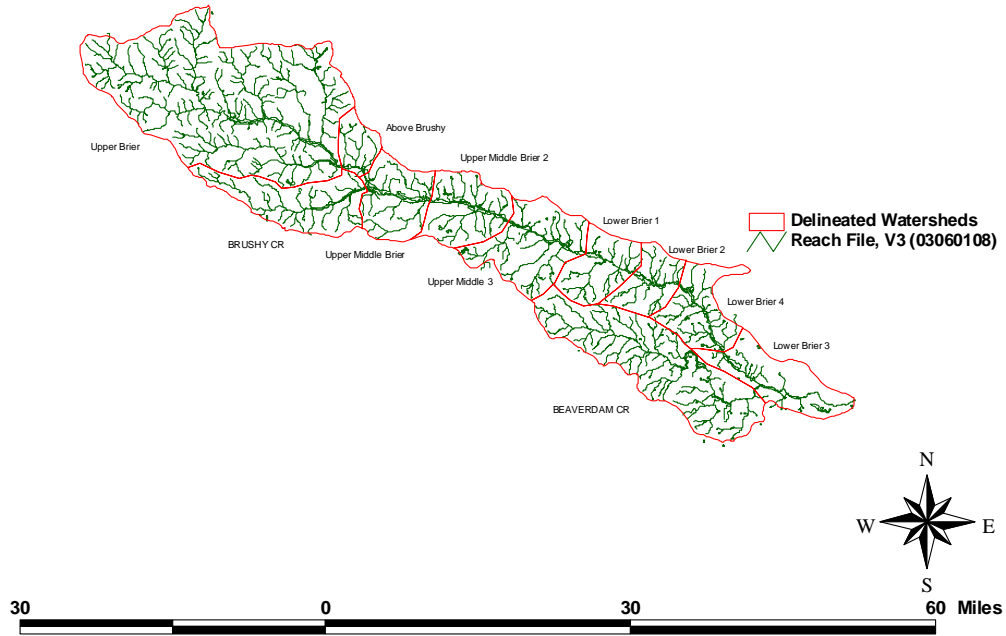 Above Brushy
Upper Brier
Upper Middle Brier 2
Lower Brier 1
Delineated Watersheds
Reach File, V3 (03060108)
BRUSHY CR
Upper Middle Brier
Lower Brier 2
Upper Middle 3
Lower Brier 4
Lower Brier 3
BEAVERDAM CR
N
W E
S
30 0 30 60 Miles